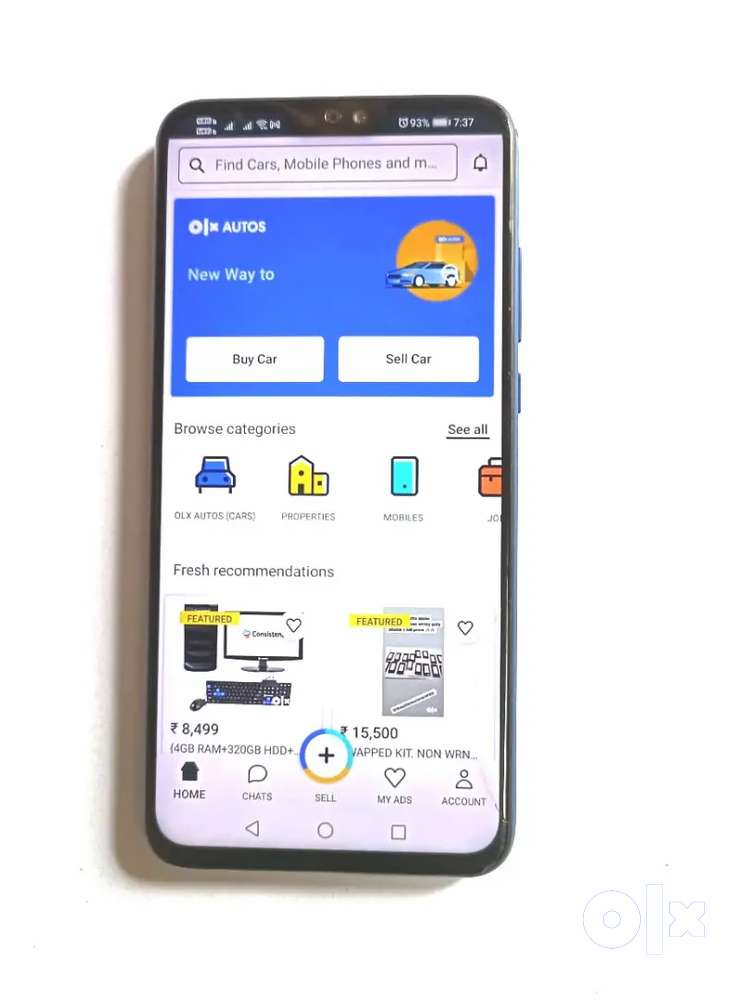 93% 7:37
Find Cars, Mobile Phones and m...
olx AUTOS
New Way to
Buy Car
Sell Car
Browse categories
See all
OLX AUTOS (CARS)
PROPERTIES
MOBILES
JO
Fresh recommendations
FEATURED
Consisten
FEATURED
₹ 8,499
(4GB RAM+320GB HDD+...
₹ 15,500
WAPPED KIT. NON WRN...
HOME
CHATS
SELL
MY ADS
ACCOUNT
olx